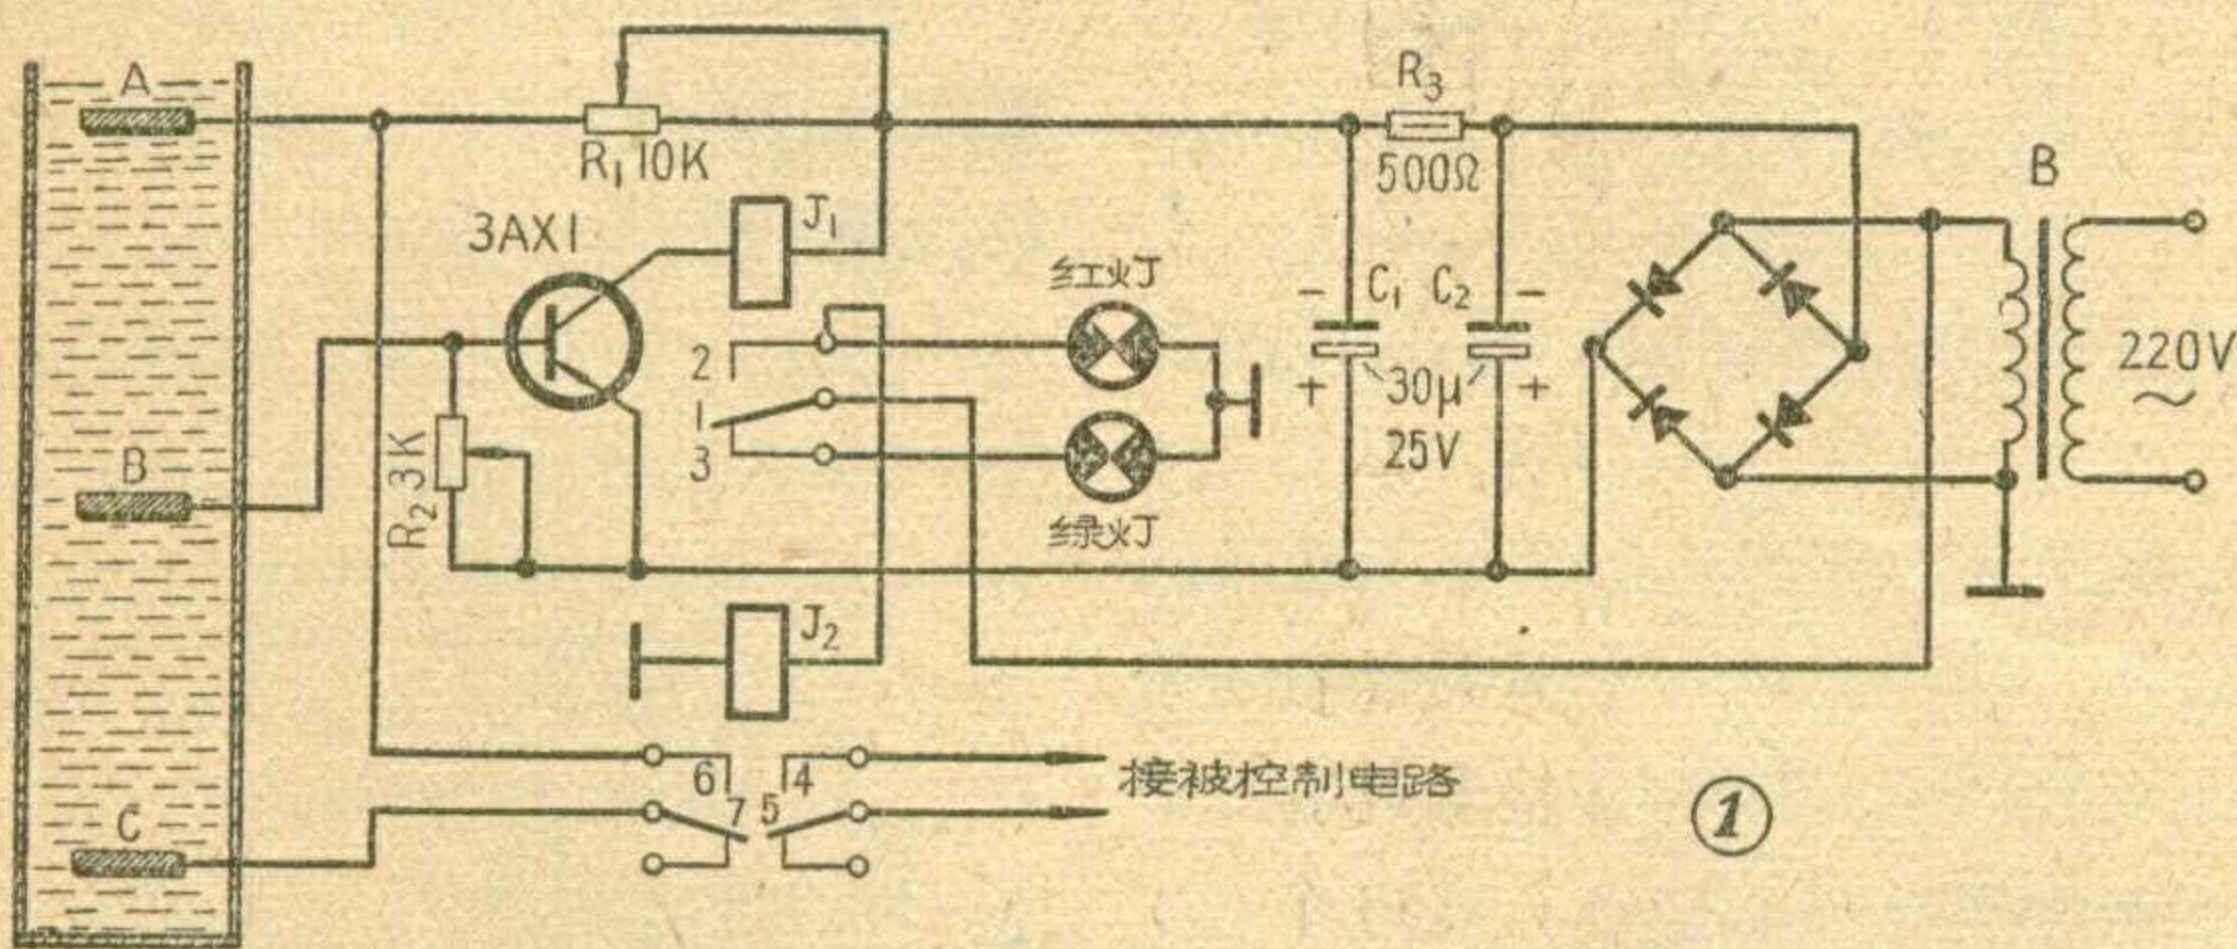 A
R₁ 10K
R₃
500Ω
B
3AX1
J₁
红灯
2
1
3
绿灯
- C₁ C₂ -
+ 30μ +
25V
220V
~
B
R₂ 3K
J₂
6 4
7 5
C
接被控制电路
①